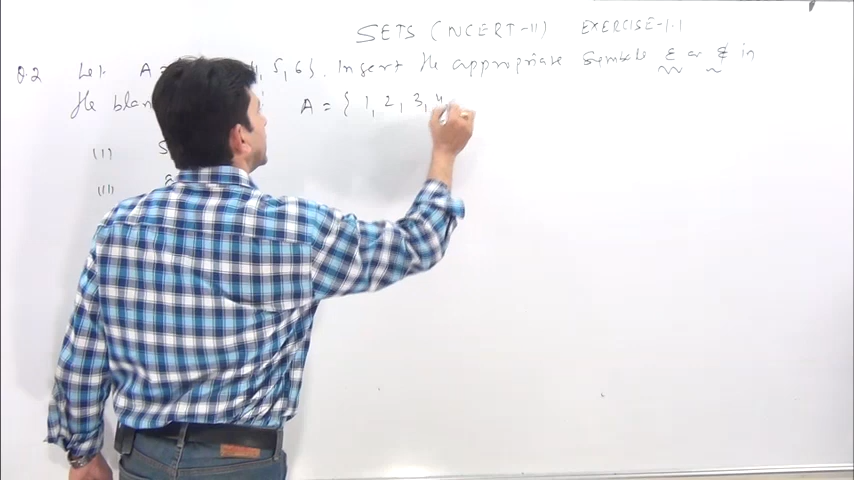 SETS (NCERT-11) EXERCISE-1.1
Q.2 Let A = 4, 5, 6}. Insert the appropriate symbol ∈ or ∉ in
the blan A = { 1, 2, 3, 4
(i)
(ii)